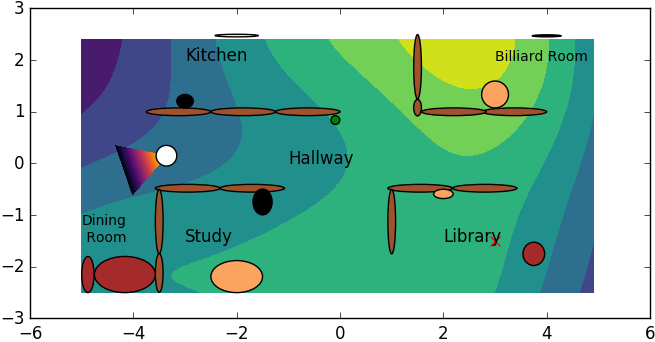 3
2
1
0
−1
−2
−3
Kitchen
Billiard Room
Hallway
Dining
Room
Study
Library
−6
−4
−2
0
2
4
6